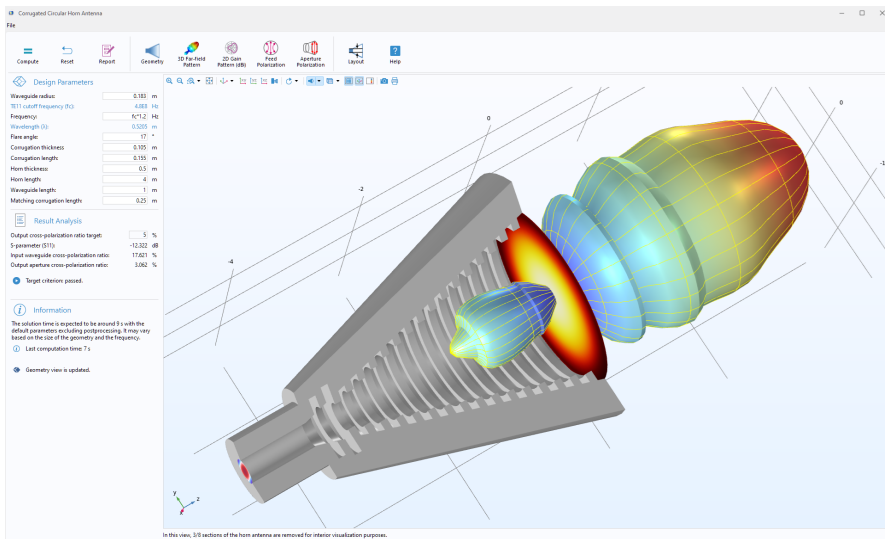 Corrugated Circular Horn Antenna
File
Compute
Reset
Report
Geometry
3D Far-Field
Pattern
2D Gain
Pattern (dB)
Feed
Polarization
Aperture
Polarization
Layout
Help
Design Parameters
Waveguide radius: 0.183 m
TE11 cutoff frequency (fc): 4.8E8 Hz
Frequency: fc*1.2 Hz
Wavelength (λ): 0.5205 m
Flare angle: 17 °
Corrugation thickness 0.105 m
Corrugation length: 0.155 m
Horn thickness: 0.5 m
Horn length: 4 m
Waveguide length: 1 m
Matching corrugation length: 0.25 m
Result Analysis
Output cross-polarization ratio target: 5 %
S-parameter (S11): -12.322 dB
Input waveguide cross-polarization ratio: 17.621 %
Output aperture cross-polarization ratio: 3.062 %
Target criterion: passed.
Information
The solution time is expected to be around 9 s with the
default parameters excluding postprocessing. It may vary
based on the size of the geometry and the frequency.
Last computation time: 7 s
Geometry view is updated.
0
0
-1
-2
-4
y
z
x
In this view, 3/8 sections of the horn antenna are removed for interior visualization purposes.